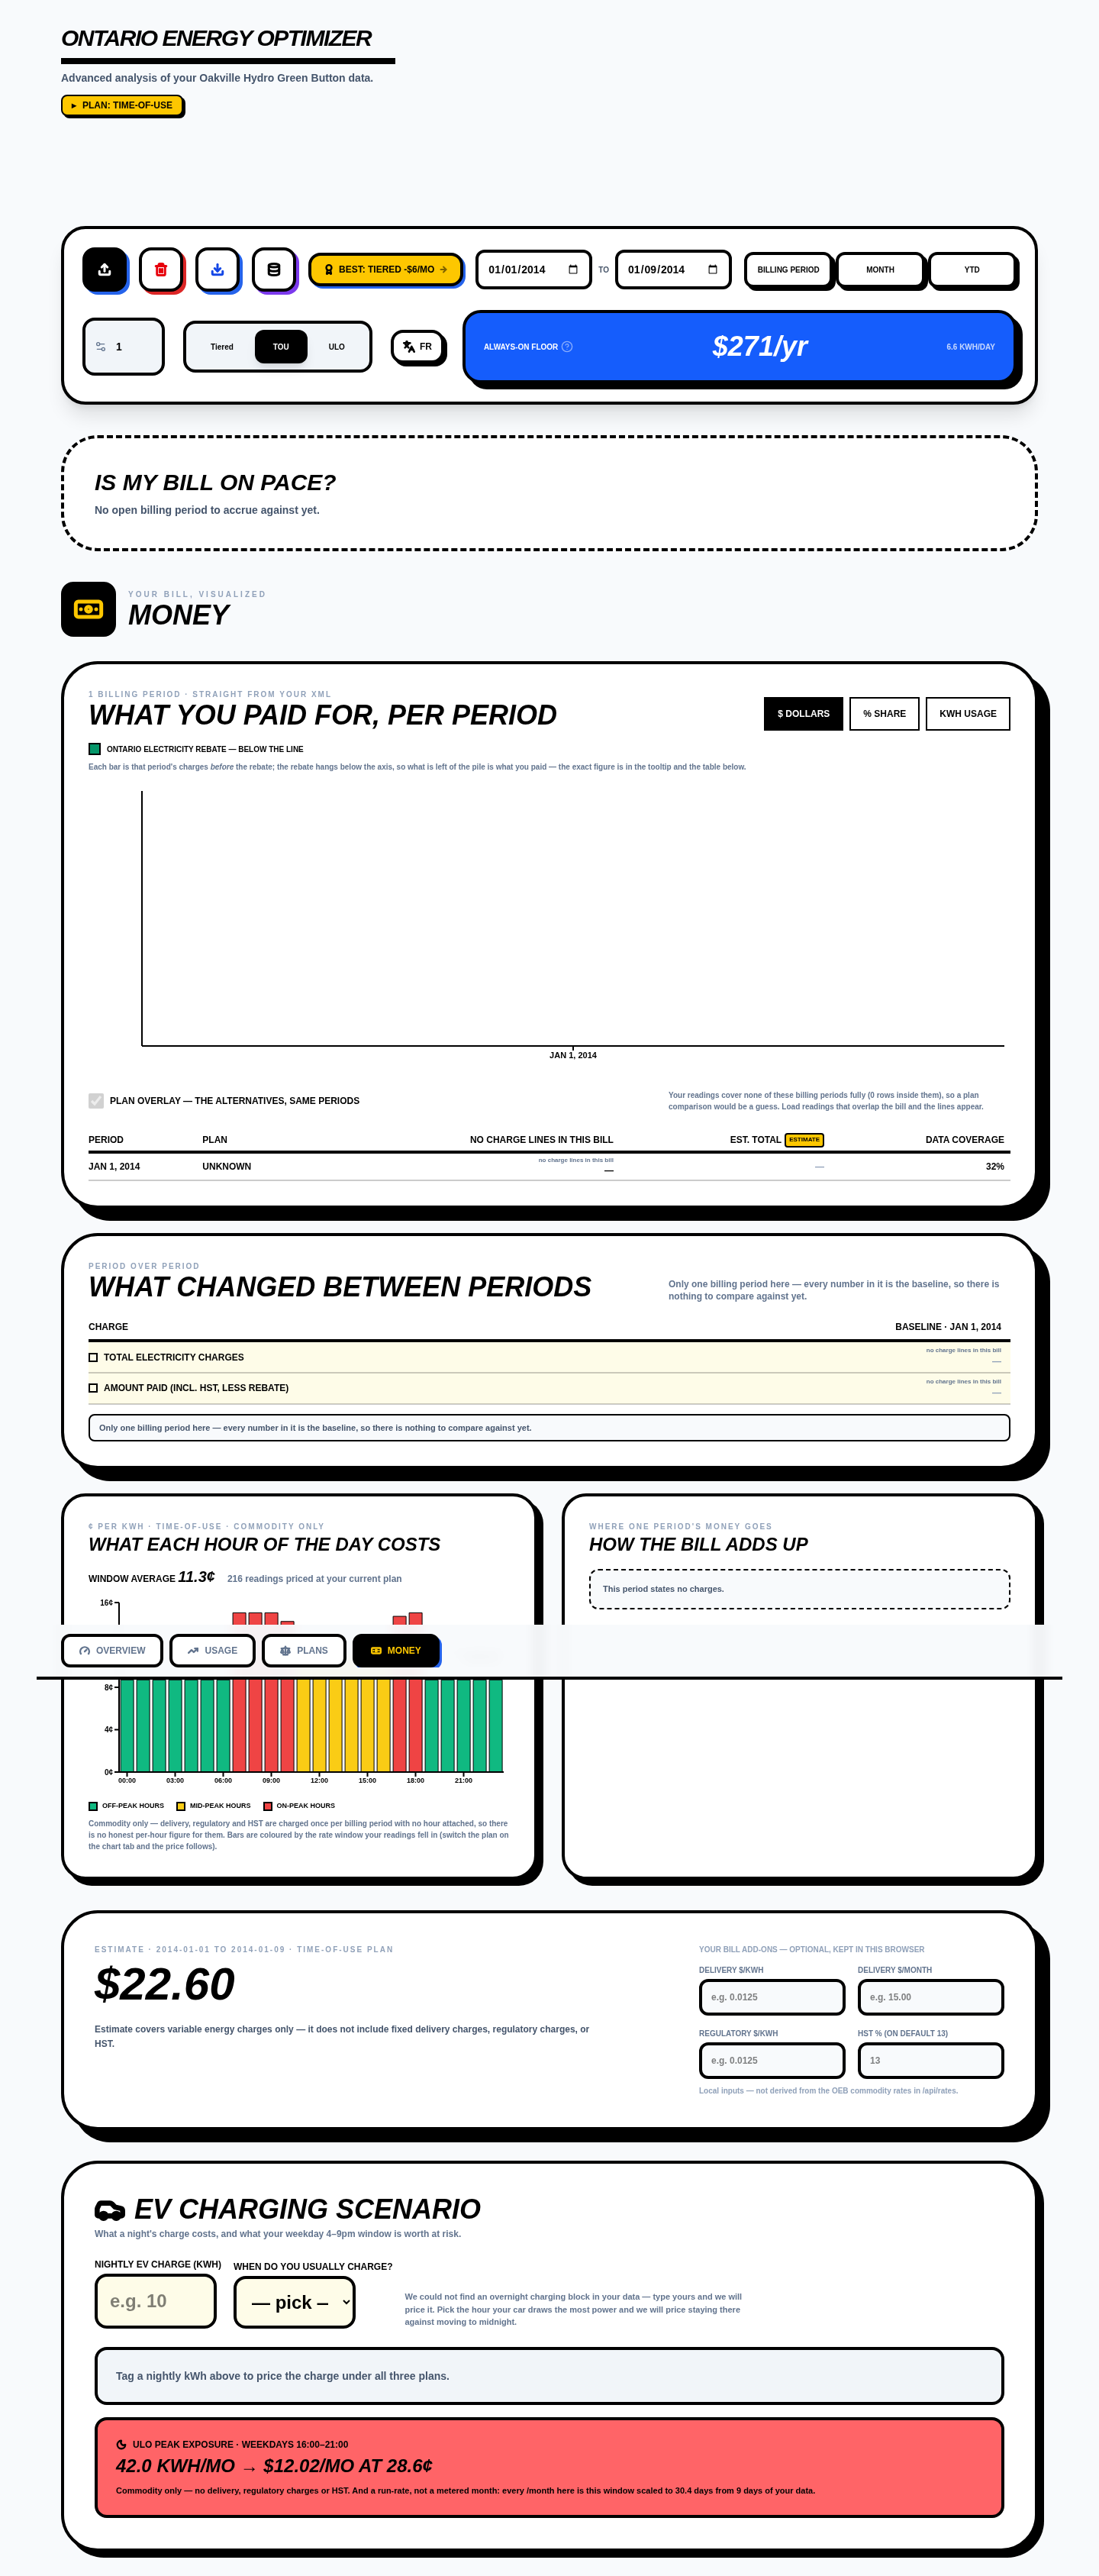 ONTARIO ENERGY OPTIMIZER
Advanced analysis of your Oakville Hydro Green Button data.
▸ PLAN: TIME-OF-USE
BEST: TIERED -$6/MO →
01/01/2014
TO
01/09/2014
BILLING PERIOD
MONTH
YTD
1
Tiered
TOU
ULO
FR
ALWAYS-ON FLOOR ?
$271/yr
6.6 KWH/DAY
IS MY BILL ON PACE?
No open billing period to accrue against yet.
YOUR BILL, VISUALIZED
MONEY
1 BILLING PERIOD · STRAIGHT FROM YOUR XML
WHAT YOU PAID FOR, PER PERIOD
$ DOLLARS
% SHARE
KWH USAGE
ONTARIO ELECTRICITY REBATE — BELOW THE LINE
Each bar is that period's charges before the rebate; the rebate hangs below the axis, so what is left of the pile is what you paid — the exact figure is in the tooltip and the table below.
JAN 1, 2014
PLAN OVERLAY — THE ALTERNATIVES, SAME PERIODS
Your readings cover none of these billing periods fully (0 rows inside them), so a plan
comparison would be a guess. Load readings that overlap the bill and the lines appear.
PERIOD PLAN NO CHARGE LINES IN THIS BILL EST. TOTAL ESTIMATE DATA COVERAGE
no charge lines in this bill
JAN 1, 2014 UNKNOWN — — 32%
PERIOD OVER PERIOD
WHAT CHANGED BETWEEN PERIODS
Only one billing period here — every number in it is the baseline, so there is
nothing to compare against yet.
CHARGE BASELINE · JAN 1, 2014
TOTAL ELECTRICITY CHARGES
no charge lines in this bill
—
AMOUNT PAID (INCL. HST, LESS REBATE)
no charge lines in this bill
—
Only one billing period here — every number in it is the baseline, so there is nothing to compare against yet.
¢ PER KWH · TIME-OF-USE · COMMODITY ONLY
WHAT EACH HOUR OF THE DAY COSTS
WINDOW AVERAGE 11.3¢ 216 readings priced at your current plan
16¢
8¢
4¢
0¢
00:00 03:00 06:00 09:00 12:00 15:00 18:00 21:00
OFF-PEAK HOURS MID-PEAK HOURS ON-PEAK HOURS
Commodity only — delivery, regulatory and HST are charged once per billing period with no hour attached, so there
is no honest per-hour figure for them. Bars are coloured by the rate window your readings fell in (switch the plan on
the chart tab and the price follows).
WHERE ONE PERIOD'S MONEY GOES
HOW THE BILL ADDS UP
This period states no charges.
OVERVIEW
USAGE
PLANS
MONEY
ESTIMATE · 2014-01-01 TO 2014-01-09 · TIME-OF-USE PLAN
$22.60
Estimate covers variable energy charges only — it does not include fixed delivery charges, regulatory charges, or
HST.
YOUR BILL ADD-ONS — OPTIONAL, KEPT IN THIS BROWSER
DELIVERY $/KWH
e.g. 0.0125
DELIVERY $/MONTH
e.g. 15.00
REGULATORY $/KWH
e.g. 0.0125
HST % (ON DEFAULT 13)
13
Local inputs — not derived from the OEB commodity rates in /api/rates.
EV CHARGING SCENARIO
What a night's charge costs, and what your weekday 4–9pm window is worth at risk.
NIGHTLY EV CHARGE (KWH)
e.g. 10
WHEN DO YOU USUALLY CHARGE?
— pick –
We could not find an overnight charging block in your data — type yours and we will
price it. Pick the hour your car draws the most power and we will price staying there
against moving to midnight.
Tag a nightly kWh above to price the charge under all three plans.
ULO PEAK EXPOSURE · WEEKDAYS 16:00–21:00
42.0 KWH/MO → $12.02/MO AT 28.6¢
Commodity only — no delivery, regulatory charges or HST. And a run-rate, not a metered month: every /month here is this window scaled to 30.4 days from 9 days of your data.